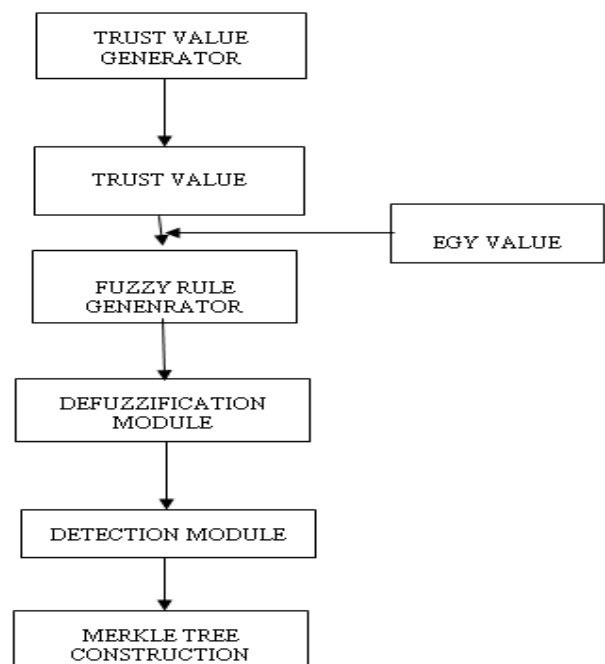 TRUST VALUE
GENERATOR
TRUST VALUE
EGY VALUE
FUZZY RULE
GENENRATOR
DEFUZZIFICATION
MODULE
DETECTION MODULE
MERKLE TREE
CONSTRUCTION